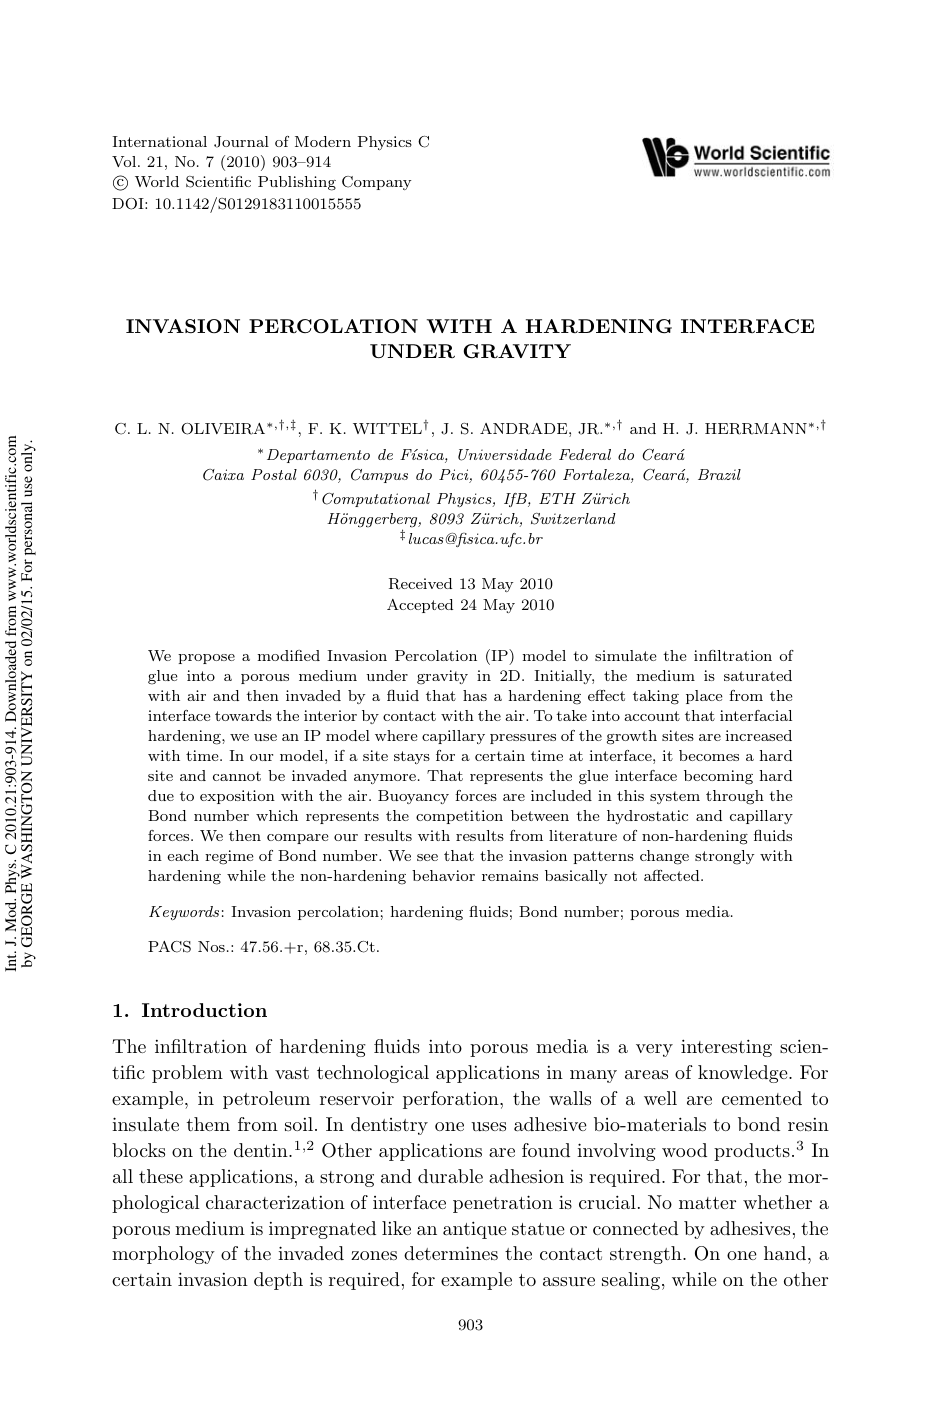 International Journal of Modern Physics C
Vol. 21, No. 7 (2010) 903–914
© World Scientific Publishing Company
DOI: 10.1142/S0129183110015555
World Scientific
www.worldscientific.com
INVASION PERCOLATION WITH A HARDENING INTERFACE
UNDER GRAVITY
C. L. N. OLIVEIRA*,†,‡, F. K. WITTEL†, J. S. ANDRADE, JR.*,† and H. J. HERRMANN*,†
*Departamento de Física, Universidade Federal do Ceará
Caixa Postal 6030, Campus do Pici, 60455-760 Fortaleza, Ceará, Brazil
†Computational Physics, IfB, ETH Zürich
Hönggerberg, 8093 Zürich, Switzerland
‡lucas@fisica.ufc.br
Received 13 May 2010
Accepted 24 May 2010
We propose a modified Invasion Percolation (IP) model to simulate the infiltration of
glue into a porous medium under gravity in 2D. Initially, the medium is saturated
with air and then invaded by a fluid that has a hardening effect taking place from the
interface towards the interior by contact with the air. To take into account that interfacial
hardening, we use an IP model where capillary pressures of the growth sites are increased
with time. In our model, if a site stays for a certain time at interface, it becomes a hard
site and cannot be invaded anymore. That represents the glue interface becoming hard
due to exposition with the air. Buoyancy forces are included in this system through the
Bond number which represents the competition between the hydrostatic and capillary
forces. We then compare our results with results from literature of non-hardening fluids
in each regime of Bond number. We see that the invasion patterns change strongly with
hardening while the non-hardening behavior remains basically not affected.
Keywords: Invasion percolation; hardening fluids; Bond number; porous media.
PACS Nos.: 47.56.+r, 68.35.Ct.
1. Introduction
The infiltration of hardening fluids into porous media is a very interesting scien-
tific problem with vast technological applications in many areas of knowledge. For
example, in petroleum reservoir perforation, the walls of a well are cemented to
insulate them from soil. In dentistry one uses adhesive bio-materials to bond resin
blocks on the dentin.1,2 Other applications are found involving wood products.3 In
all these applications, a strong and durable adhesion is required. For that, the mor-
phological characterization of interface penetration is crucial. No matter whether a
porous medium is impregnated like an antique statue or connected by adhesives, the
morphology of the invaded zones determines the contact strength. On one hand, a
certain invasion depth is required, for example to assure sealing, while on the other
903
Int. J. Mod. Phys. C 2010.21:903-914. Downloaded from www.worldscientific.com
by GEORGE WASHINGTON UNIVERSITY on 02/02/15. For personal use only.